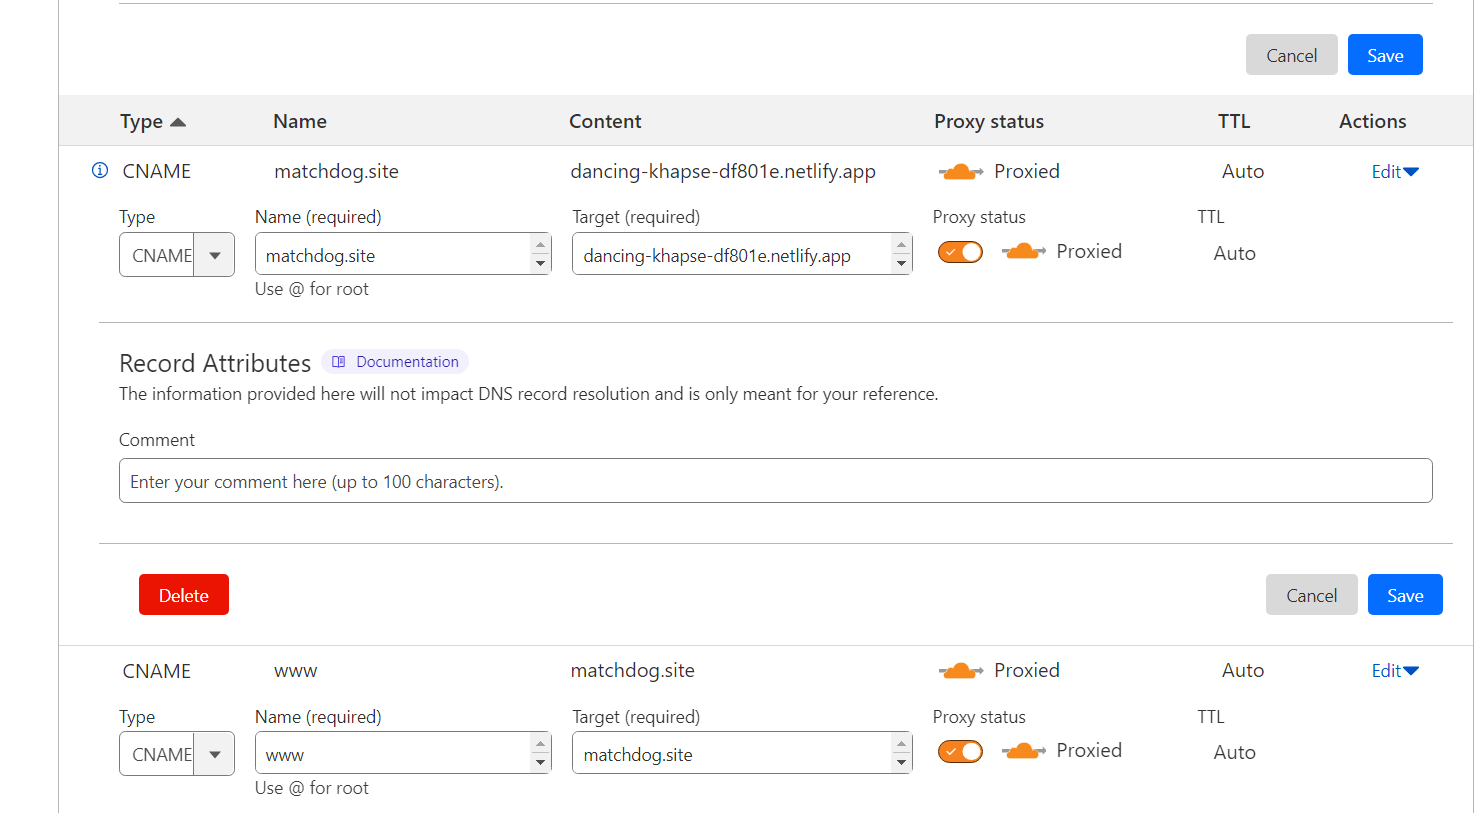 Cancel Save
Type Name Content Proxy status TTL Actions
CNAME matchdog.site dancing-khapse-df801e.netlify.app Proxied Auto Edit
Type Name (required) Target (required) Proxy status TTL
CNAME matchdog.site dancing-khapse-df801e.netlify.app Proxied Auto
Use @ for root
Record Attributes Documentation
The information provided here will not impact DNS record resolution and is only meant for your reference.
Comment
Enter your comment here (up to 100 characters).
Delete Cancel Save
CNAME www matchdog.site Proxied Auto Edit
Type Name (required) Target (required) Proxy status TTL
CNAME www matchdog.site Proxied Auto
Use @ for root